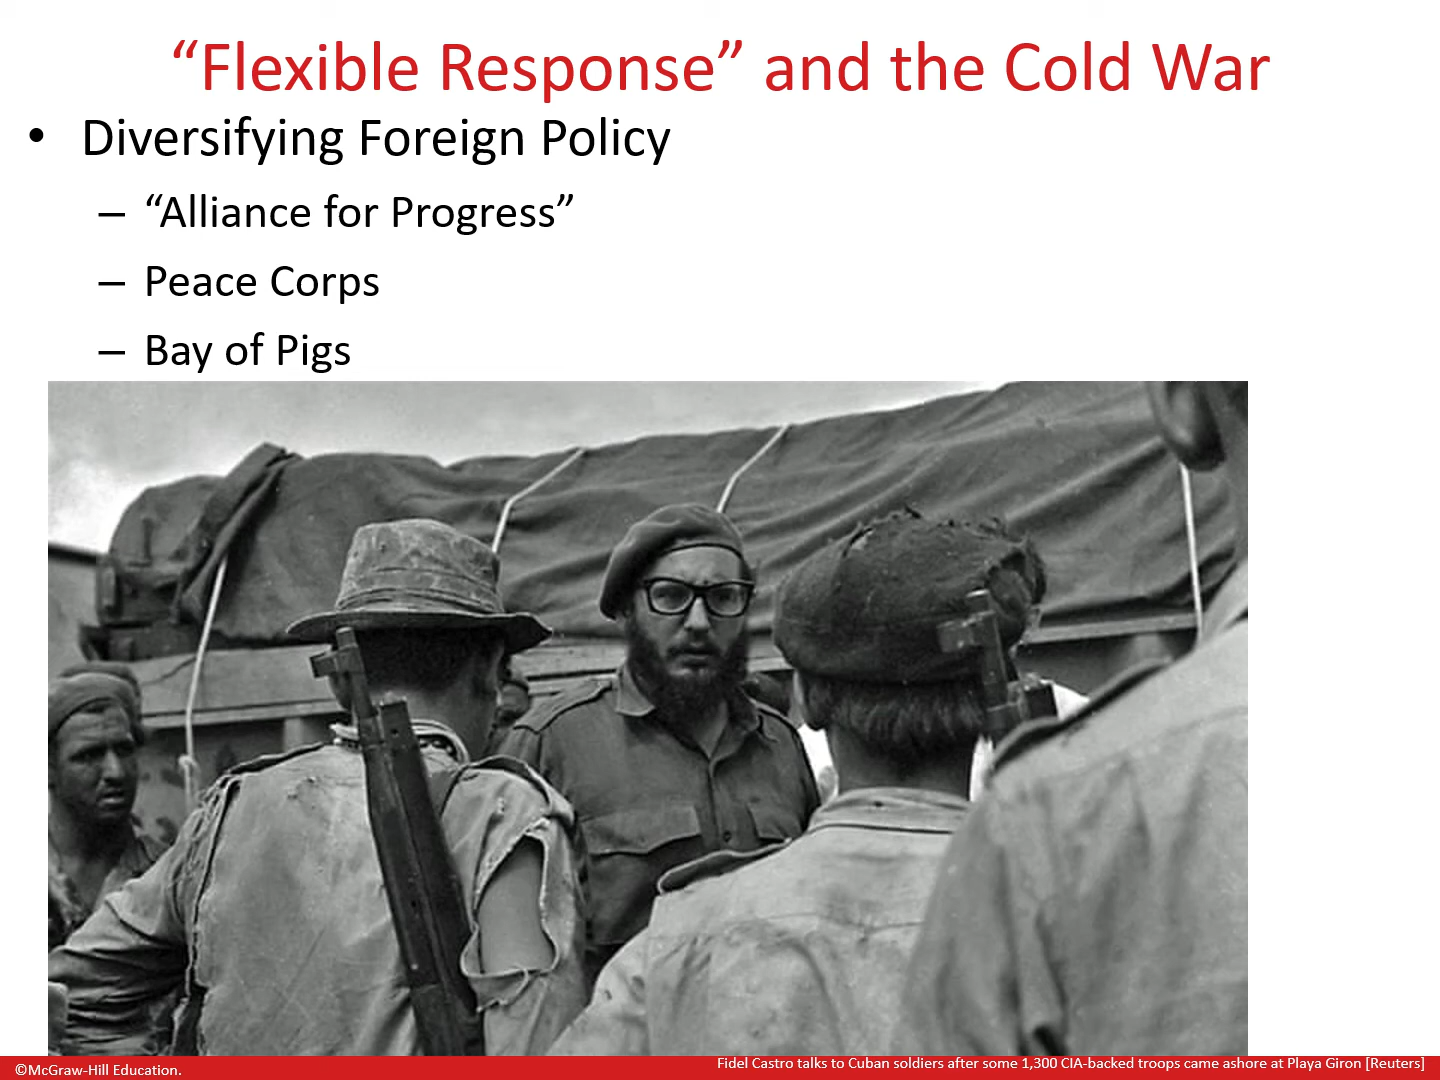 “Flexible Response” and the Cold War
• Diversifying Foreign Policy
– “Alliance for Progress”
– Peace Corps
– Bay of Pigs
Fidel Castro talks to Cuban soldiers after some 1,300 CIA-backed troops came ashore at Playa Giron [Reuters]
©McGraw-Hill Education.